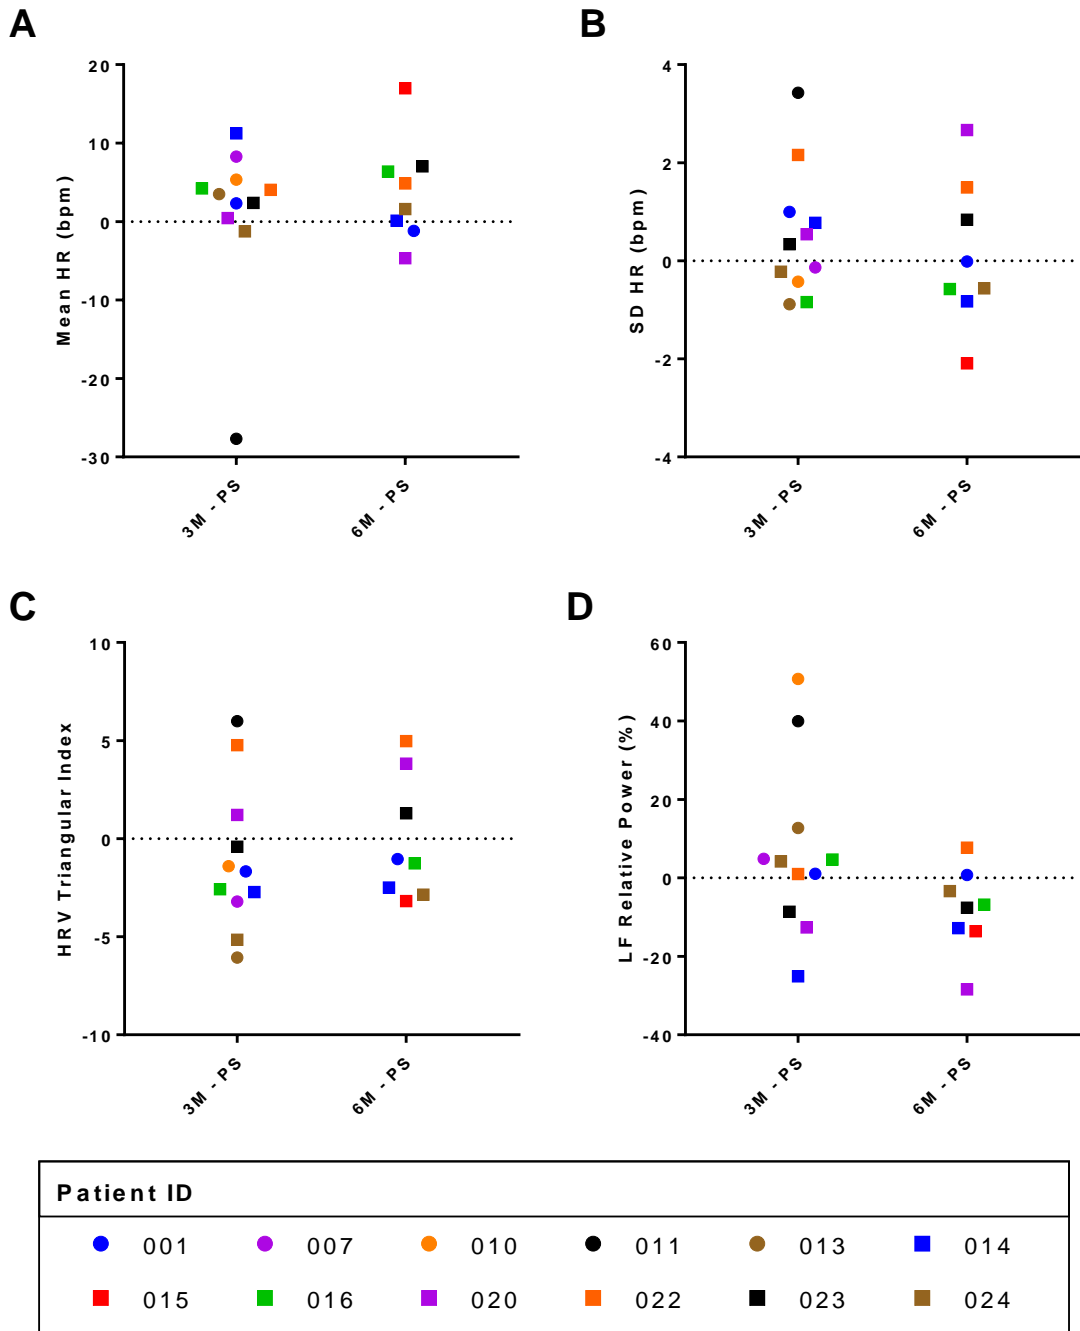 A
B
20
10
0
-10
-20
-30
Mean HR (bpm)
3M - PS
6M - PS
4
2
0
-2
-4
SD HR (bpm)
3M - PS
6M - PS
C
D
10
5
0
-5
-10
HRV Triangular Index
3M - PS
6M - PS
60
40
20
0
-20
-40
LF Relative Power (%)
3M - PS
6M - PS
Patient ID
001 007 010 011 013 014
015 016 020 022 023 024